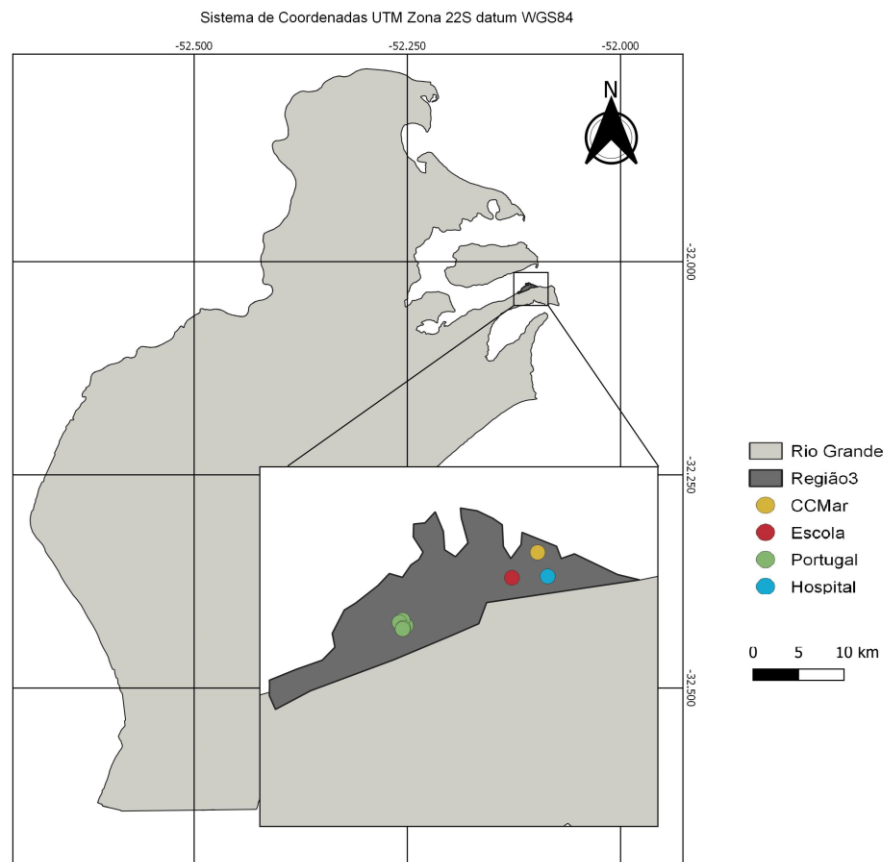 Sistema de Coordenadas UTM Zona 22S datum WGS84
-52.500 -52.250 -52.000
N
-32.000
-32.250
-32.500
Rio Grande
Região3
CCMar
Escola
Portugal
Hospital
0 5 10 km